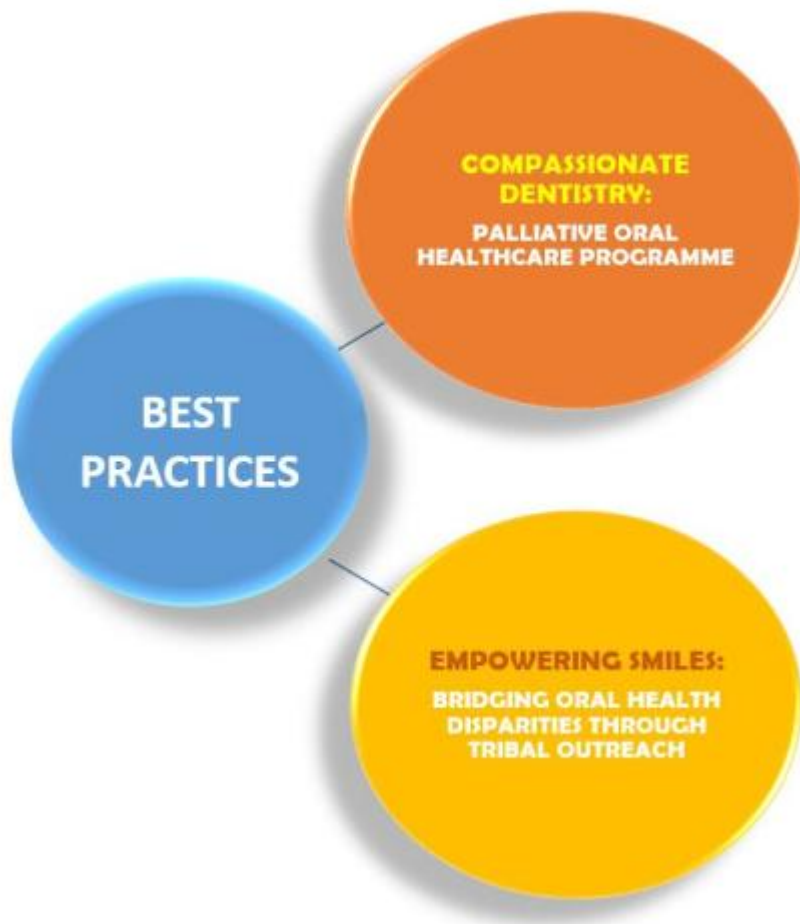 COMPASSIONATE
DENTISTRY:
PALLIATIVE ORAL
HEALTHCARE PROGRAMME
BEST
PRACTICES
EMPOWERING SMILES:
BRIDGING ORAL HEALTH
DISPARITIES THROUGH
TRIBAL OUTREACH